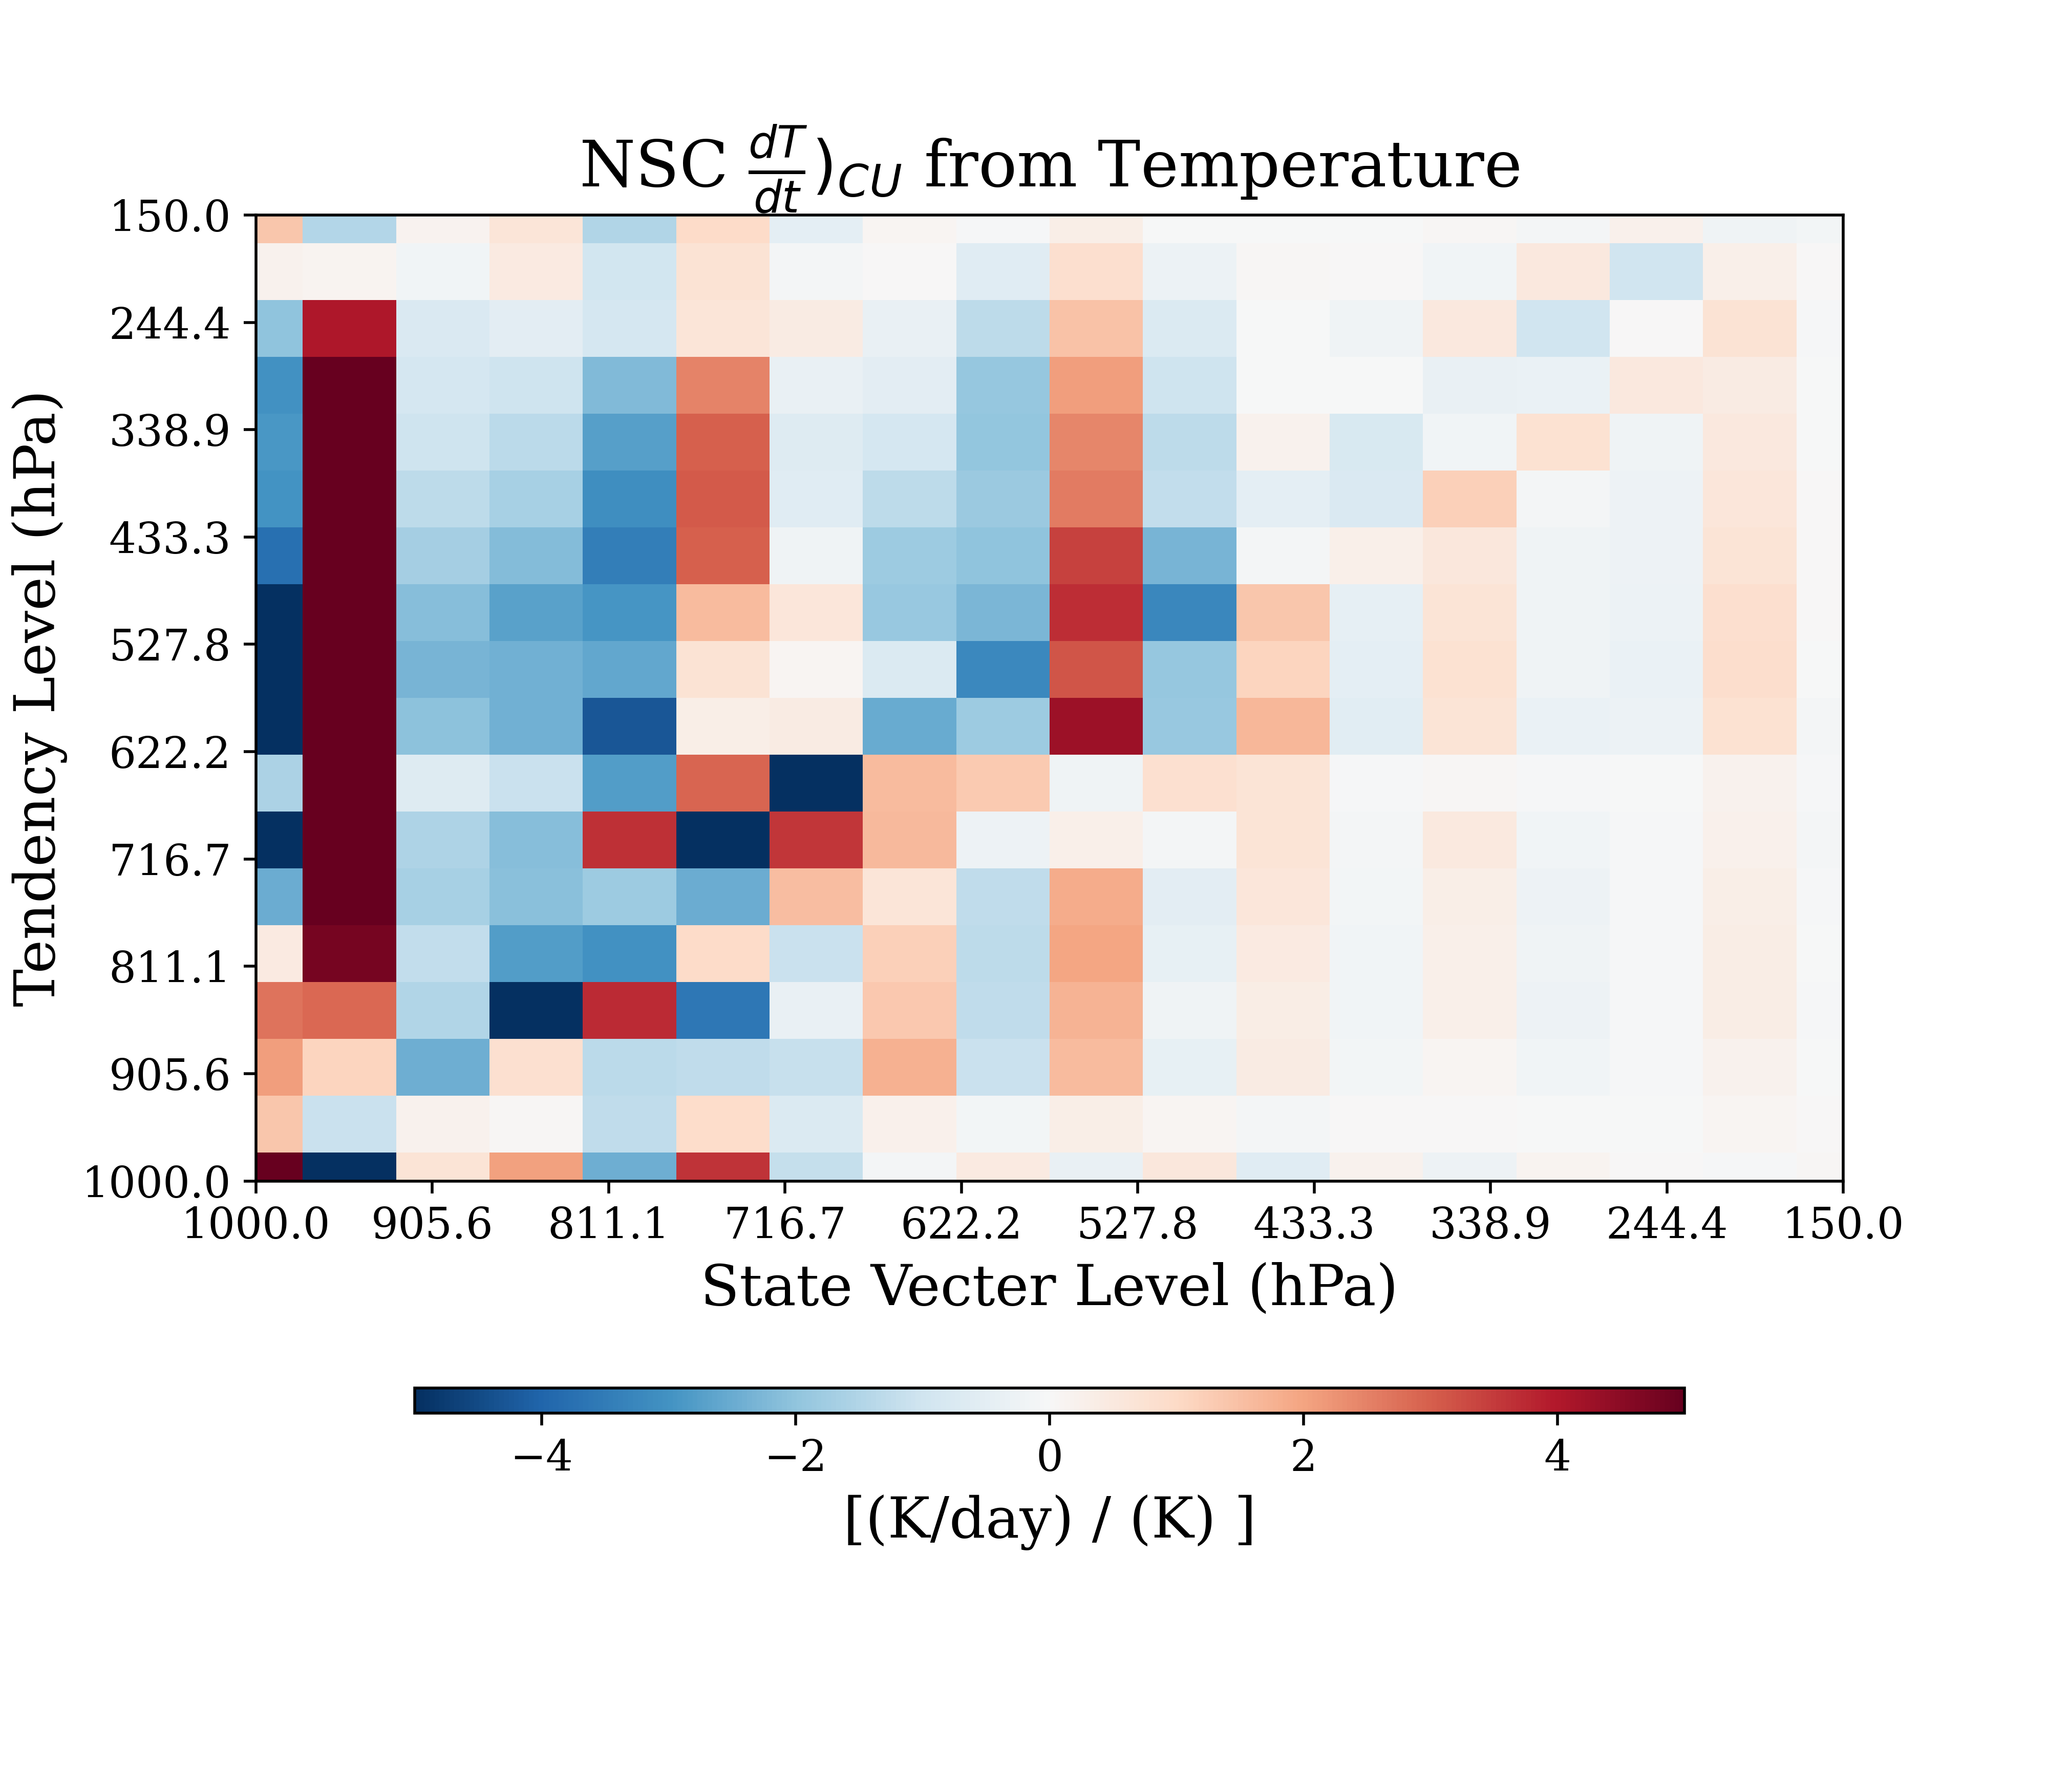 NSC dT/dt)CU from Temperature
Tendency Level (hPa)
150.0
244.4
338.9
433.3
527.8
622.2
716.7
811.1
905.6
1000.0
1000.0 905.6 811.1 716.7 622.2 527.8 433.3 338.9 244.4 150.0
State Vecter Level (hPa)
−4 −2 0 2 4
[(K/day) / (K) ]